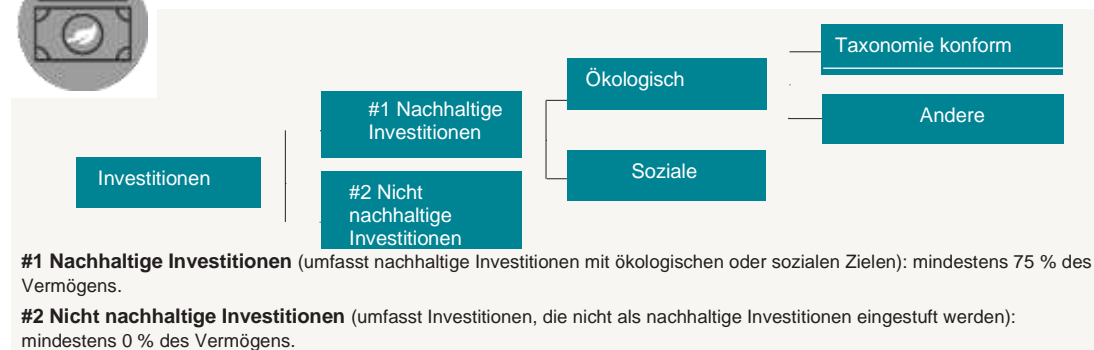 Taxonomie konform
Ökologisch
#1 Nachhaltige
Investitionen
Andere
Investitionen
Soziale
#2 Nicht
nachhaltige
Investitionen
#1 Nachhaltige Investitionen (umfasst nachhaltige Investitionen mit ökologischen oder sozialen Zielen): mindestens 75 % des
Vermögens.
#2 Nicht nachhaltige Investitionen (umfasst Investitionen, die nicht als nachhaltige Investitionen eingestuft werden):
mindestens 0 % des Vermögens.